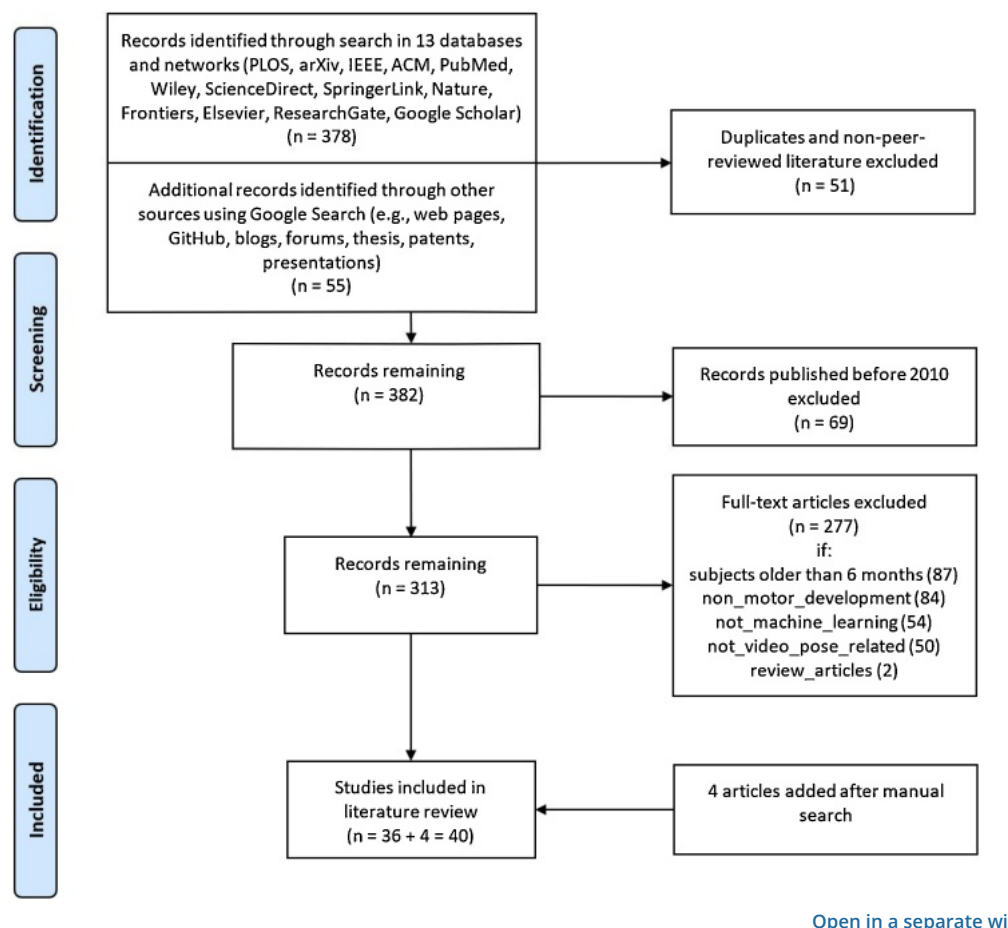 Identification
Records identified through search in 13 databases
and networks (PLOS, arXiv, IEEE, ACM, PubMed,
Wiley, ScienceDirect, SpringerLink, Nature,
Frontiers, Elsevier, ResearchGate, Google Scholar)
(n = 378)
Duplicates and non-peer-
reviewed literature excluded
(n = 51)
Additional records identified through other
sources using Google Search (e.g., web pages,
GitHub, blogs, forums, thesis, patents,
presentations)
(n = 55)
Screening
Records remaining
(n = 382)
Records published before 2010
excluded
(n = 69)
Eligibility
Records remaining
(n = 313)
Full-text articles excluded
(n = 277)
if:
subjects older than 6 months (87)
non_motor_development (84)
not_machine_learning (54)
not_video_pose_related (50)
review_articles (2)
Included
Studies included in
literature review
(n = 36 + 4 = 40)
4 articles added after manual
search
Open in a separate wi